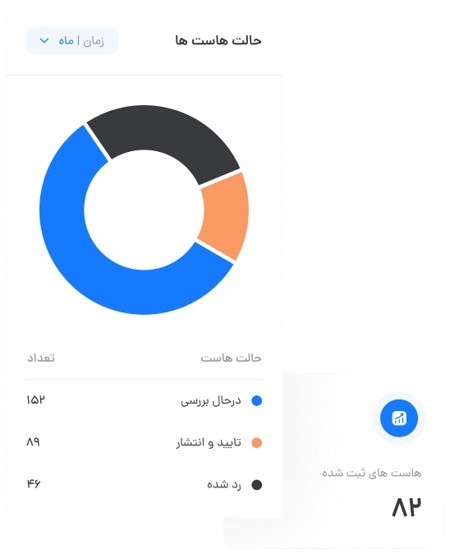 حالت هاست ها
زمان | ماه
حالت هاست تعداد
درحال بررسی ۱۵۲
تایید و انتشار ۸۹
رد شده ۴۶
هاست های ثبت شده
۸۲